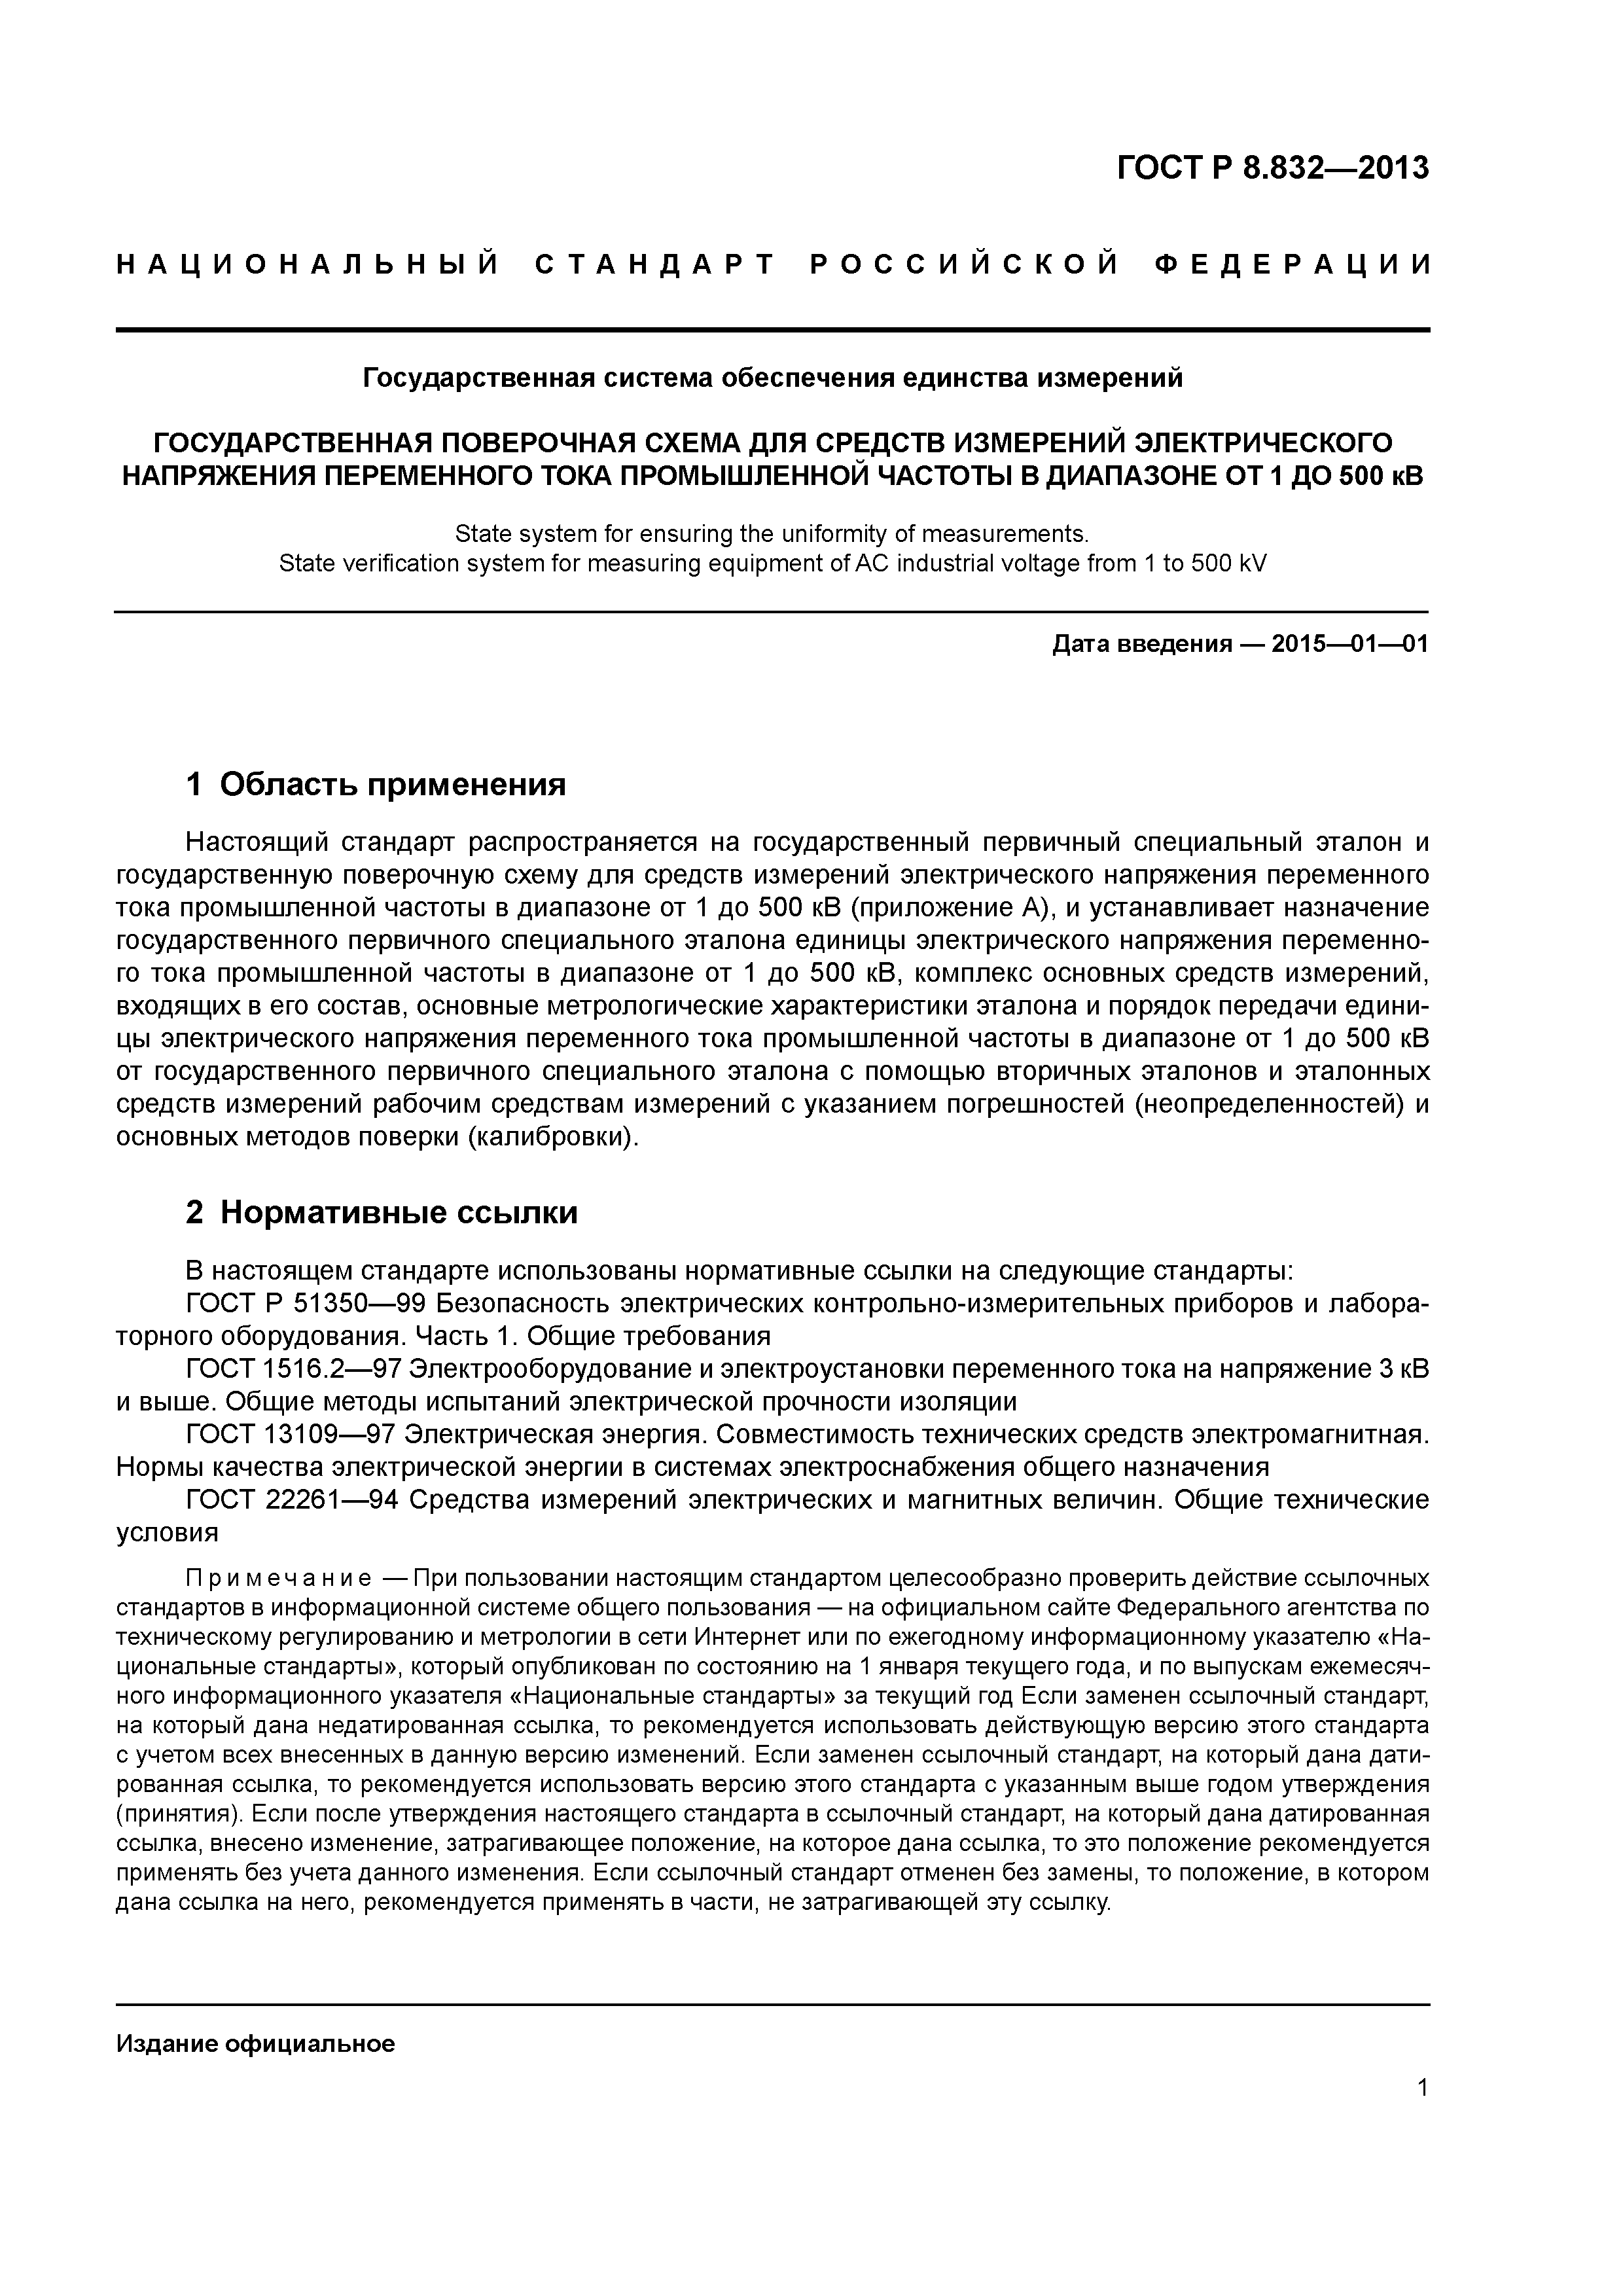 ГОСТ Р 8.832—2013
НАЦИОНАЛЬНЫЙ СТАНДАРТ РОССИЙСКОЙ ФЕДЕРАЦИИ
Государственная система обеспечения единства измерений
ГОСУДАРСТВЕННАЯ ПОВЕРОЧНАЯ СХЕМА ДЛЯ СРЕДСТВ ИЗМЕРЕНИЙ ЭЛЕКТРИЧЕСКОГО
НАПРЯЖЕНИЯ ПЕРЕМЕННОГО ТОКА ПРОМЫШЛЕННОЙ ЧАСТОТЫ В ДИАПАЗОНЕ ОТ 1 ДО 500 кВ
State system for ensuring the uniformity of measurements.
State verification system for measuring equipment of AC industrial voltage from 1 to 500 kV
Дата введения — 2015—01—01
1 Область применения
Настоящий стандарт распространяется на государственный первичный специальный эталон и
государственную поверочную схему для средств измерений электрического напряжения переменного
тока промышленной частоты в диапазоне от 1 до 500 кВ (приложение А), и устанавливает назначение
государственного первичного специального эталона единицы электрического напряжения переменно-
го тока промышленной частоты в диапазоне от 1 до 500 кВ, комплекс основных средств измерений,
входящих в его состав, основные метрологические характеристики эталона и порядок передачи едини-
цы электрического напряжения переменного тока промышленной частоты в диапазоне от 1 до 500 кВ
от государственного первичного специального эталона с помощью вторичных эталонов и эталонных
средств измерений рабочим средствам измерений с указанием погрешностей (неопределенностей) и
основных методов поверки (калибровки).
2 Нормативные ссылки
В настоящем стандарте использованы нормативные ссылки на следующие стандарты:
ГОСТ Р 51350—99 Безопасность электрических контрольно-измерительных приборов и лабора-
торного оборудования. Часть 1. Общие требования
ГОСТ 1516.2—97 Электрооборудование и электроустановки переменного тока на напряжение 3 кВ
и выше. Общие методы испытаний электрической прочности изоляции
ГОСТ 13109—97 Электрическая энергия. Совместимость технических средств электромагнитная.
Нормы качества электрической энергии в системах электроснабжения общего назначения
ГОСТ 22261—94 Средства измерений электрических и магнитных величин. Общие технические
условия
Примечание — При пользовании настоящим стандартом целесообразно проверить действие ссылочных
стандартов в информационной системе общего пользования — на официальном сайте Федерального агентства по
техническому регулированию и метрологии в сети Интернет или по ежегодному информационному указателю «На-
циональные стандарты», который опубликован по состоянию на 1 января текущего года, и по выпускам ежемесяч-
ного информационного указателя «Национальные стандарты» за текущий год Если заменен ссылочный стандарт,
на который дана недатированная ссылка, то рекомендуется использовать действующую версию этого стандарта
с учетом всех внесенных в данную версию изменений. Если заменен ссылочный стандарт, на который дана дати-
рованная ссылка, то рекомендуется использовать версию этого стандарта с указанным выше годом утверждения
(принятия). Если после утверждения настоящего стандарта в ссылочный стандарт, на который дана датированная
ссылка, внесено изменение, затрагивающее положение, на которое дана ссылка, то это положение рекомендуется
применять без учета данного изменения. Если ссылочный стандарт отменен без замены, то положение, в котором
дана ссылка на него, рекомендуется применять в части, не затрагивающей эту ссылку.
Издание официальное
1